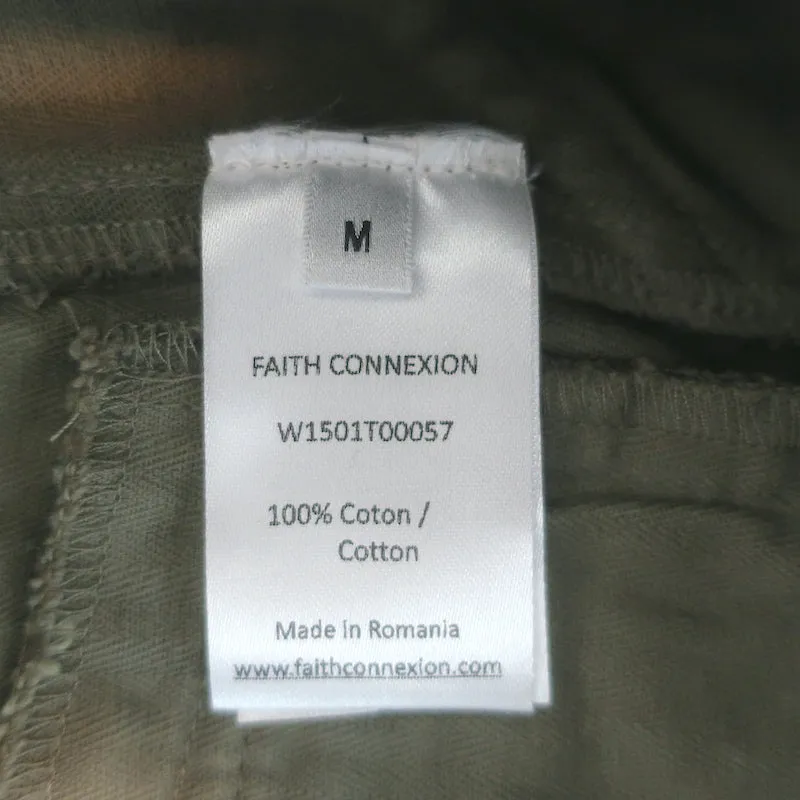 M
FAITH CONNEXION
W1501T00057
100% Coton /
Cotton
Made in Romania
www.faithconnexion.com